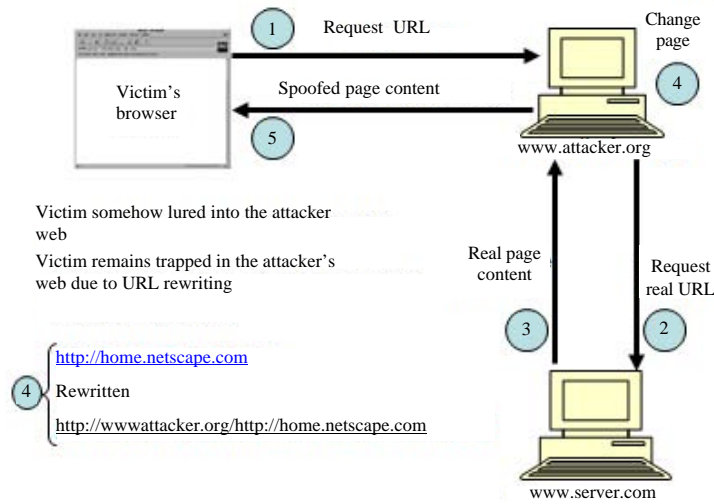 1
Request URL
Change
page
4
Victim's
browser
Spoofed page content
5
www.attacker.org
Victim somehow lured into the attacker
web
Victim remains trapped in the attacker's
web due to URL rewriting
Real page
content
Request
real URL
3
2
4
http://home.netscape.com
Rewritten
http://wwwattacker.org/http://home.netscape.com
www.server.com